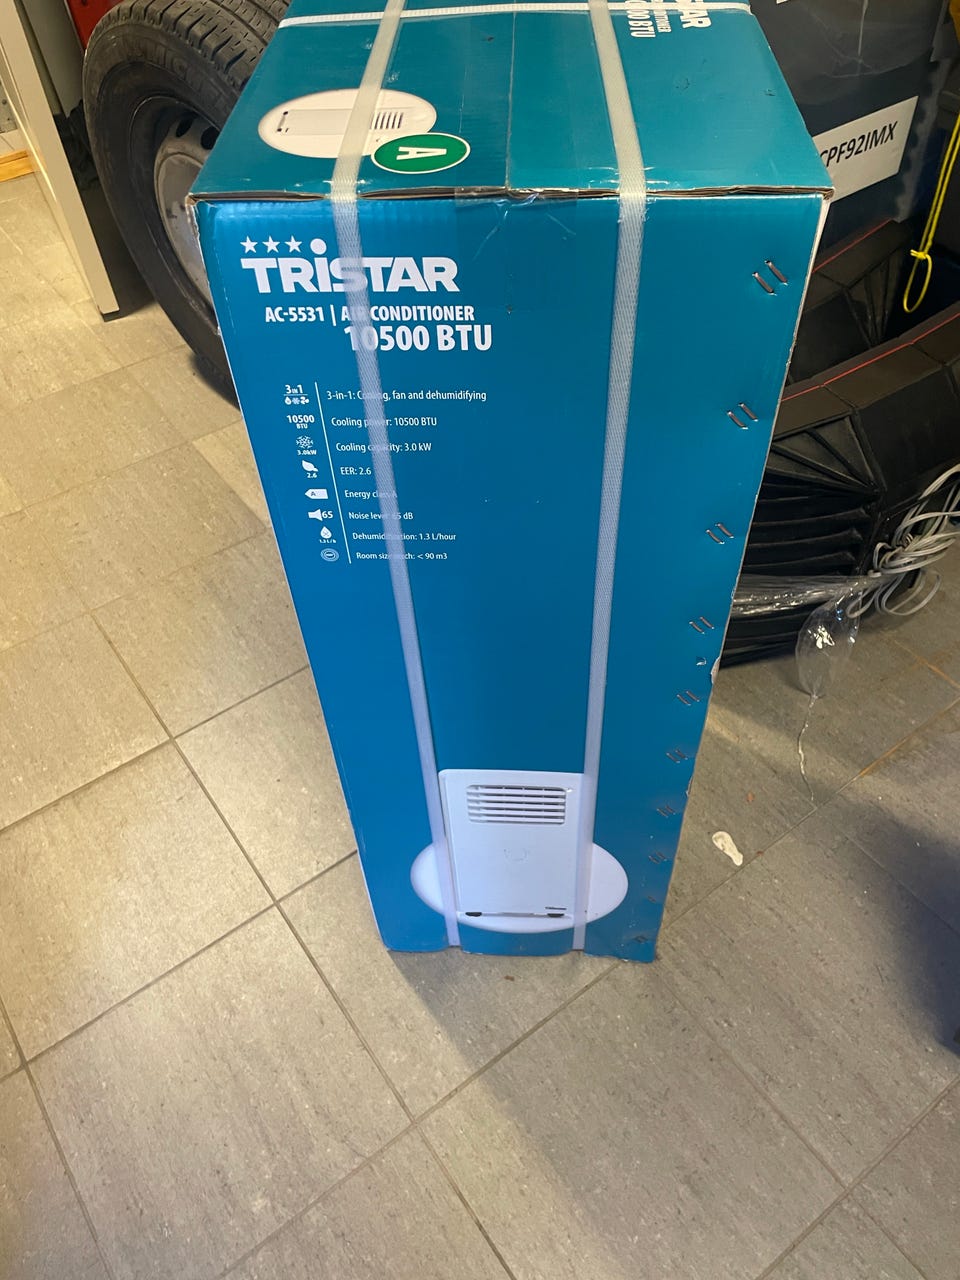 A
CPF92IMX
TRiSTAR
AC-5531 | AIR CONDITIONER
10500 BTU
3in1
3-in-1: Cooling, fan and dehumidifying
10500
BTU
Cooling power: 10500 BTU
3.0kW
Cooling capacity: 3.0 kW
2.6
EER: 2.6
A
Energy class A
65
Noise level: 65 dB
1.3 L/h
Dehumidification: 1.3 L/hour
Room size reach: < 90 m3